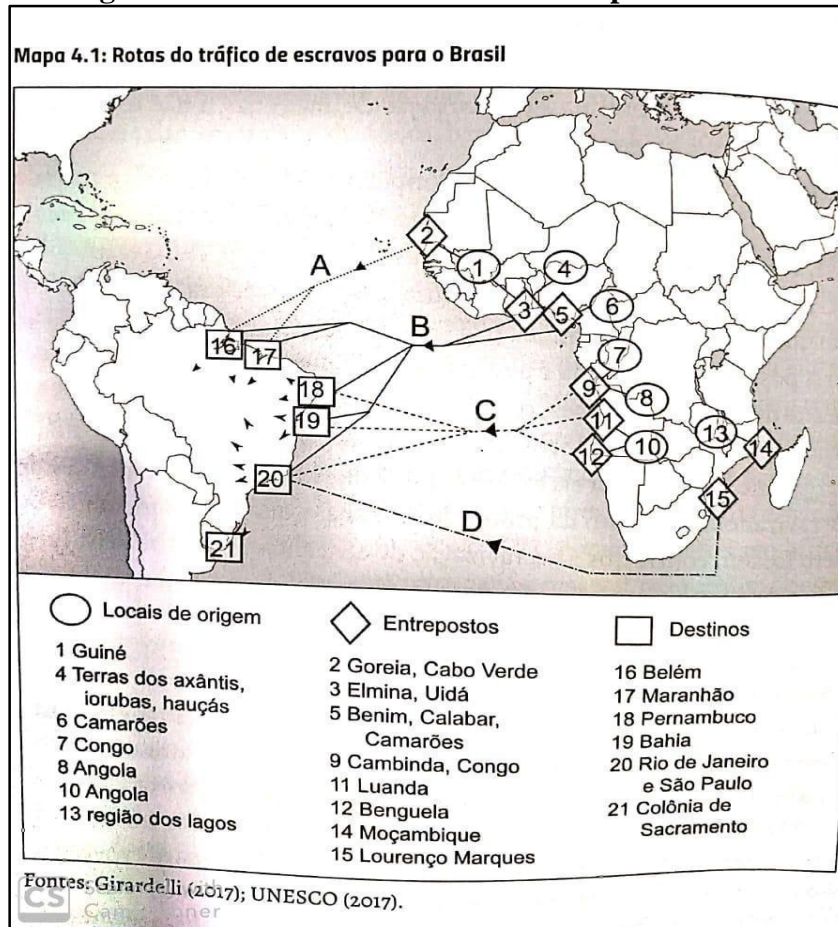 Mapa 4.1: Rotas do tráfico de escravos para o Brasil
A
B
C
D
1
2
3
4
5
6
7
8
9
10
11
12
13
14
15
16
17
18
19
20
21
Locais de origem
1 Guiné
4 Terras dos axântis,
iorubas, hauçás
6 Camarões
7 Congo
8 Angola
10 Angola
13 região dos lagos
Entrepostos
2 Goreia, Cabo Verde
3 Elmina, Uidá
5 Benim, Calabar,
Camarões
9 Cambinda, Congo
11 Luanda
12 Benguela
14 Moçambique
15 Lourenço Marques
Destinos
16 Belém
17 Maranhão
18 Pernambuco
19 Bahia
20 Rio de Janeiro
e São Paulo
21 Colônia de
Sacramento
Fontes: Girardelli (2017); UNESCO (2017).
CS